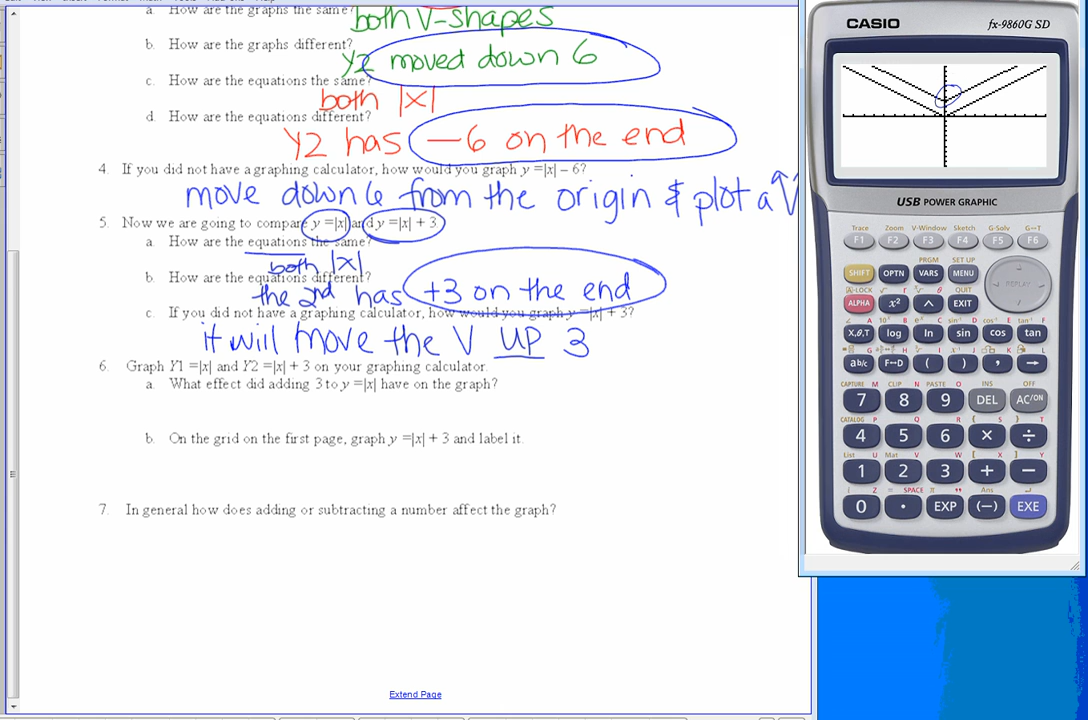 a. How are the graphs the same?
both V-shapes
b. How are the graphs different?
Y2 moved down 6
c. How are the equations the same?
both |x|
d. How are the equations different?
Y2 has -6 on the end
4. If you did not have a graphing calculator, how would you graph y =|x| – 6?
move down 6 from the origin & plot a V
5. Now we are going to compare y =|x| and y =|x| + 3
a. How are the equations the same?
both |x|
b. How are the equations different?
the 2nd has +3 on the end
c. If you did not have a graphing calculator, how would you graph y =|x| + 3?
it will move the V UP 3
6. Graph Y1 =|x| and Y2 =|x| + 3 on your graphing calculator.
a. What effect did adding 3 to y =|x| have on the graph?
b. On the grid on the first page, graph y =|x| + 3 and label it.
7. In general how does adding or subtracting a number affect the graph?
Extend Page
CASIO fx-9860G SD
USB POWER GRAPHIC
Trace Zoom V-Window Sketch G-Solv G↔T
F1 F2 F3 F4 F5 F6
PRGM SET UP
SHIFT OPTN VARS MENU
REPLAY
A-LOCK QUIT
ALPHA x² ^ EXIT
X,θ,T log ln sin cos tan
ab/c F↔D ( ) , →
CAPTURE M CLIP N PASTE O INS OFF
7 8 9 DEL AC/ON
CATALOG P Q R { S } T
4 5 6 × ÷
List U Mat V W [ X ] Y
1 2 3 + −
i Z = SPACE π " Ans
0 . EXP (−) EXE